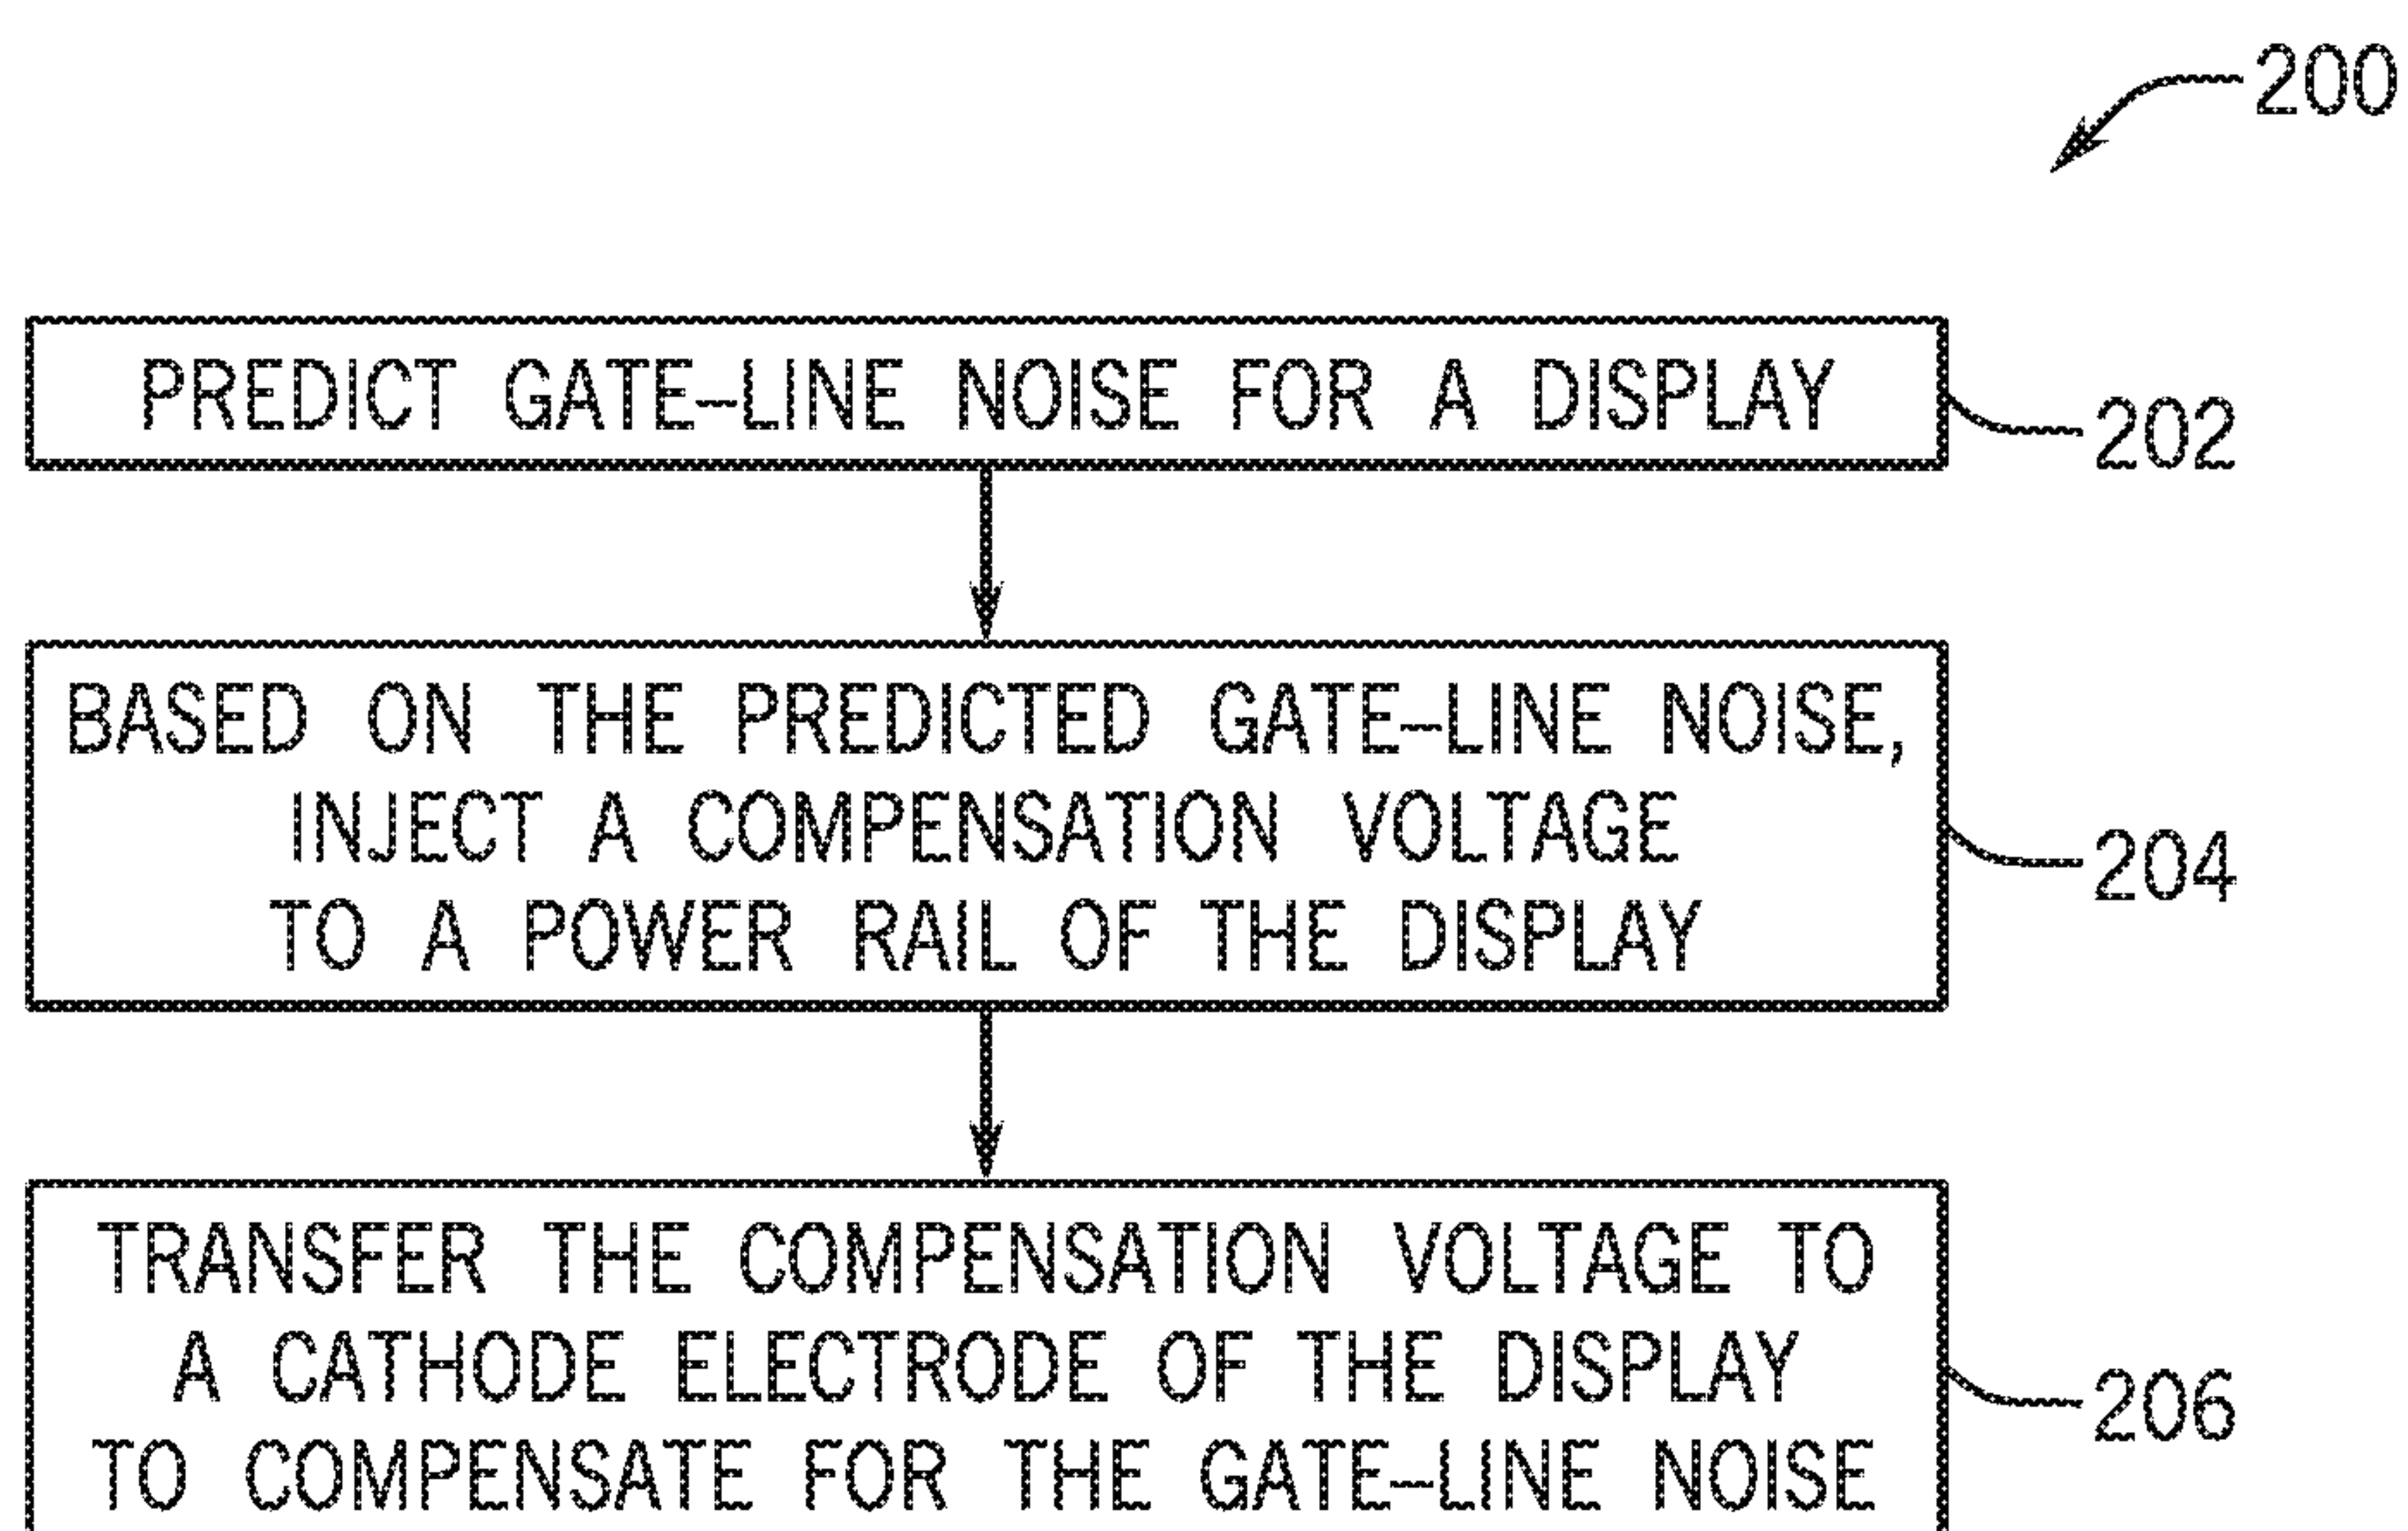 200
PREDICT GATE-LINE NOISE FOR A DISPLAY
202
BASED ON THE PREDICTED GATE-LINE NOISE,
INJECT A COMPENSATION VOLTAGE
TO A POWER RAIL OF THE DISPLAY
204
TRANSFER THE COMPENSATION VOLTAGE TO
A CATHODE ELECTRODE OF THE DISPLAY
TO COMPENSATE FOR THE GATE-LINE NOISE
206